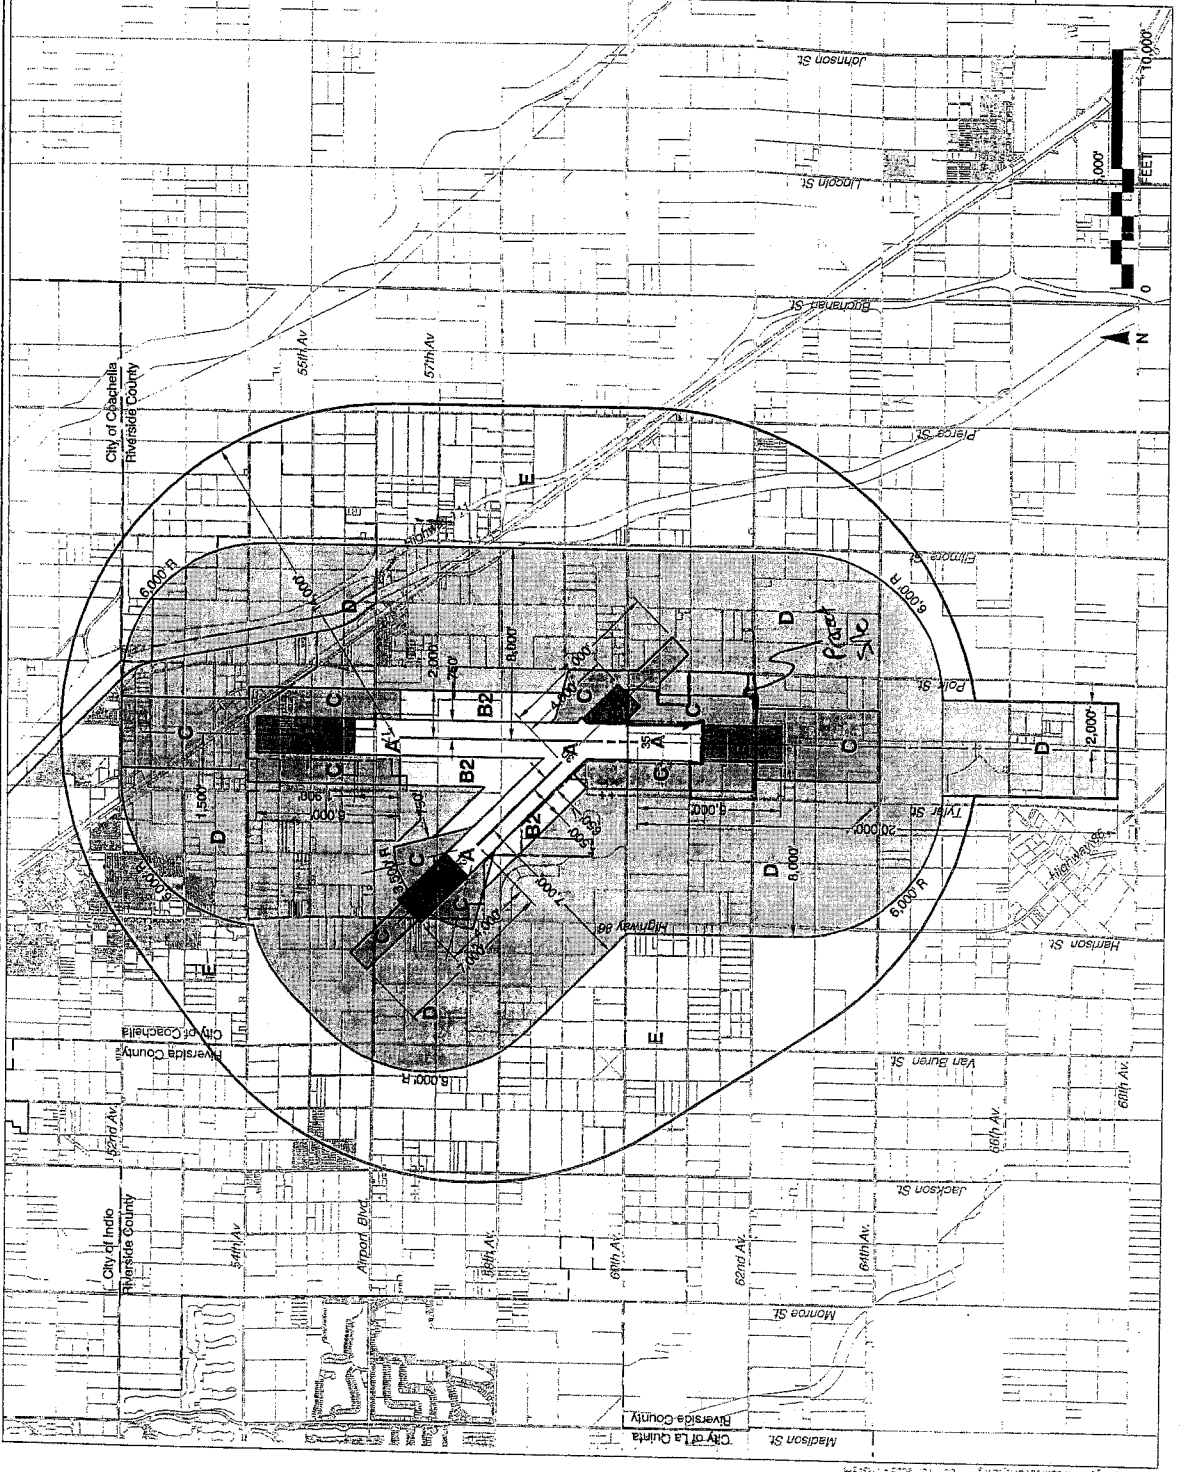 Johnson St.
10,000'
5,000'
FEET
0
N
Lincoln St.
Buchanan St.
City of Coachella
Riverside County
55th Av
57th Av
Pierce St.
E
6,000' R
Highway
Fillmore St.
6,000' R
D
D
Project
Site
2,000'
750'
8,000'
C
C
B2
C
Polk St.
C
A
A
35
A
C
D
2,000'
C
B2
C
Tyler St.
1,500'
6,000'
6,000'
20,000'
D
B2
500'
D
8,000'
A
C
7,000'
Highway 86
6,000' R
Highway 86
Harrison St.
C
C
E
D
E
City of Coachella
Riverside County
6,000' R
Van Buren St.
52nd Av.
66th Av.
68th Av.
Jackson St.
City of Indio
Riverside County
54th Av
Airport Blvd.
58th Av.
60th Av.
62nd Av.
64th Av.
Monroe St.
Riverside County
City of La Quinta
Madison St.